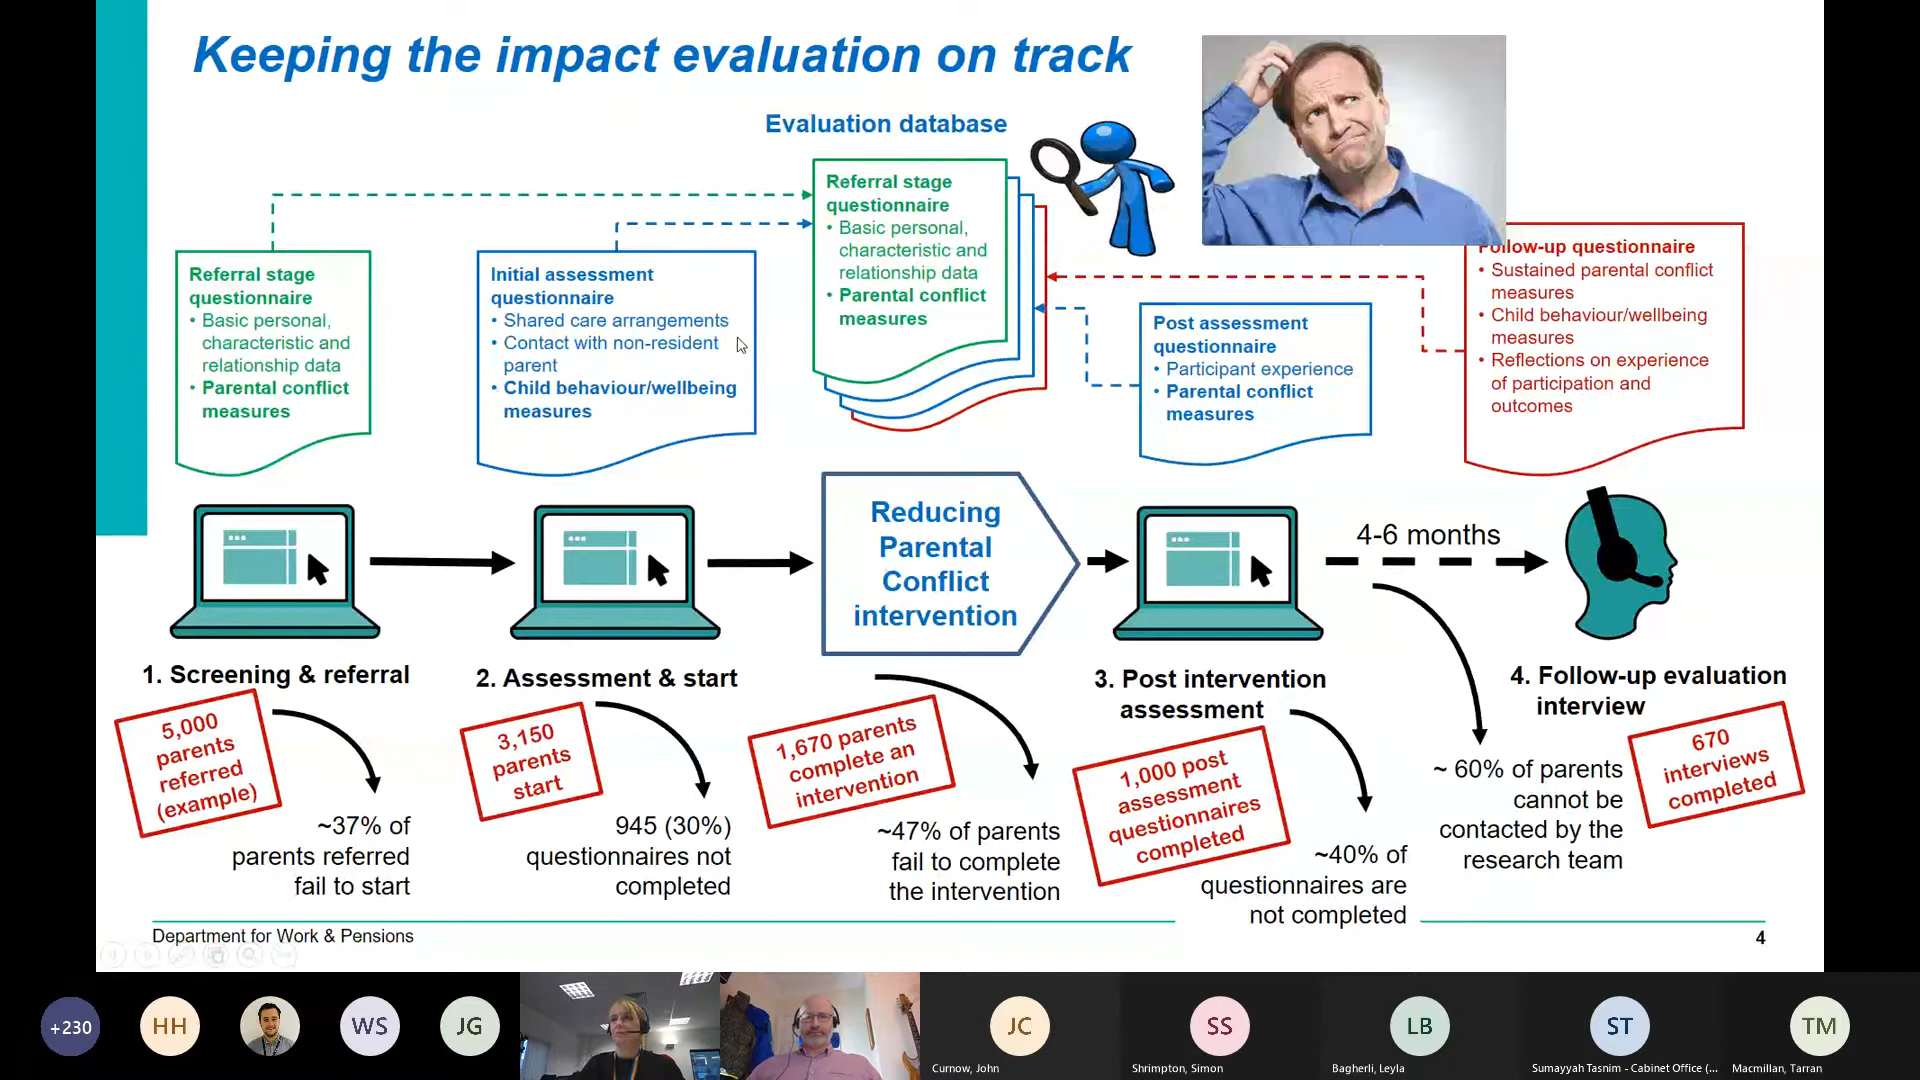 Keeping the impact evaluation on track
Evaluation database
Referral stage
questionnaire
• Basic personal,
characteristic and
relationship data
• Parental conflict
measures
Initial assessment
questionnaire
• Shared care arrangements
• Contact with non-resident
parent
• Child behaviour/wellbeing
measures
Referral stage
questionnaire
• Basic personal,
characteristic and
relationship data
• Parental conflict
measures
Post assessment
questionnaire
• Participant experience
• Parental conflict
measures
Follow-up questionnaire
• Sustained parental conflict
measures
• Child behaviour/wellbeing
measures
• Reflections on experience
of participation and
outcomes
Reducing
Parental
Conflict
intervention
4-6 months
1. Screening & referral
2. Assessment & start
3. Post intervention
assessment
4. Follow-up evaluation
interview
5,000
parents
referred
(example)
~37% of
parents referred
fail to start
3,150
parents
start
945 (30%)
questionnaires not
completed
1,670 parents
complete an
intervention
~47% of parents
fail to complete
the intervention
1,000 post
assessment
questionnaires
completed
~40% of
questionnaires are
not completed
~ 60% of parents
cannot be
contacted by the
research team
670
interviews
completed
Department for Work & Pensions
4
+230
HH
WS
JG
JC
Curnow, John
SS
Shrimpton, Simon
LB
Bagherli, Leyla
ST
Sumayyah Tasnim - Cabinet Office (...
TM
Macmillan, Tarran